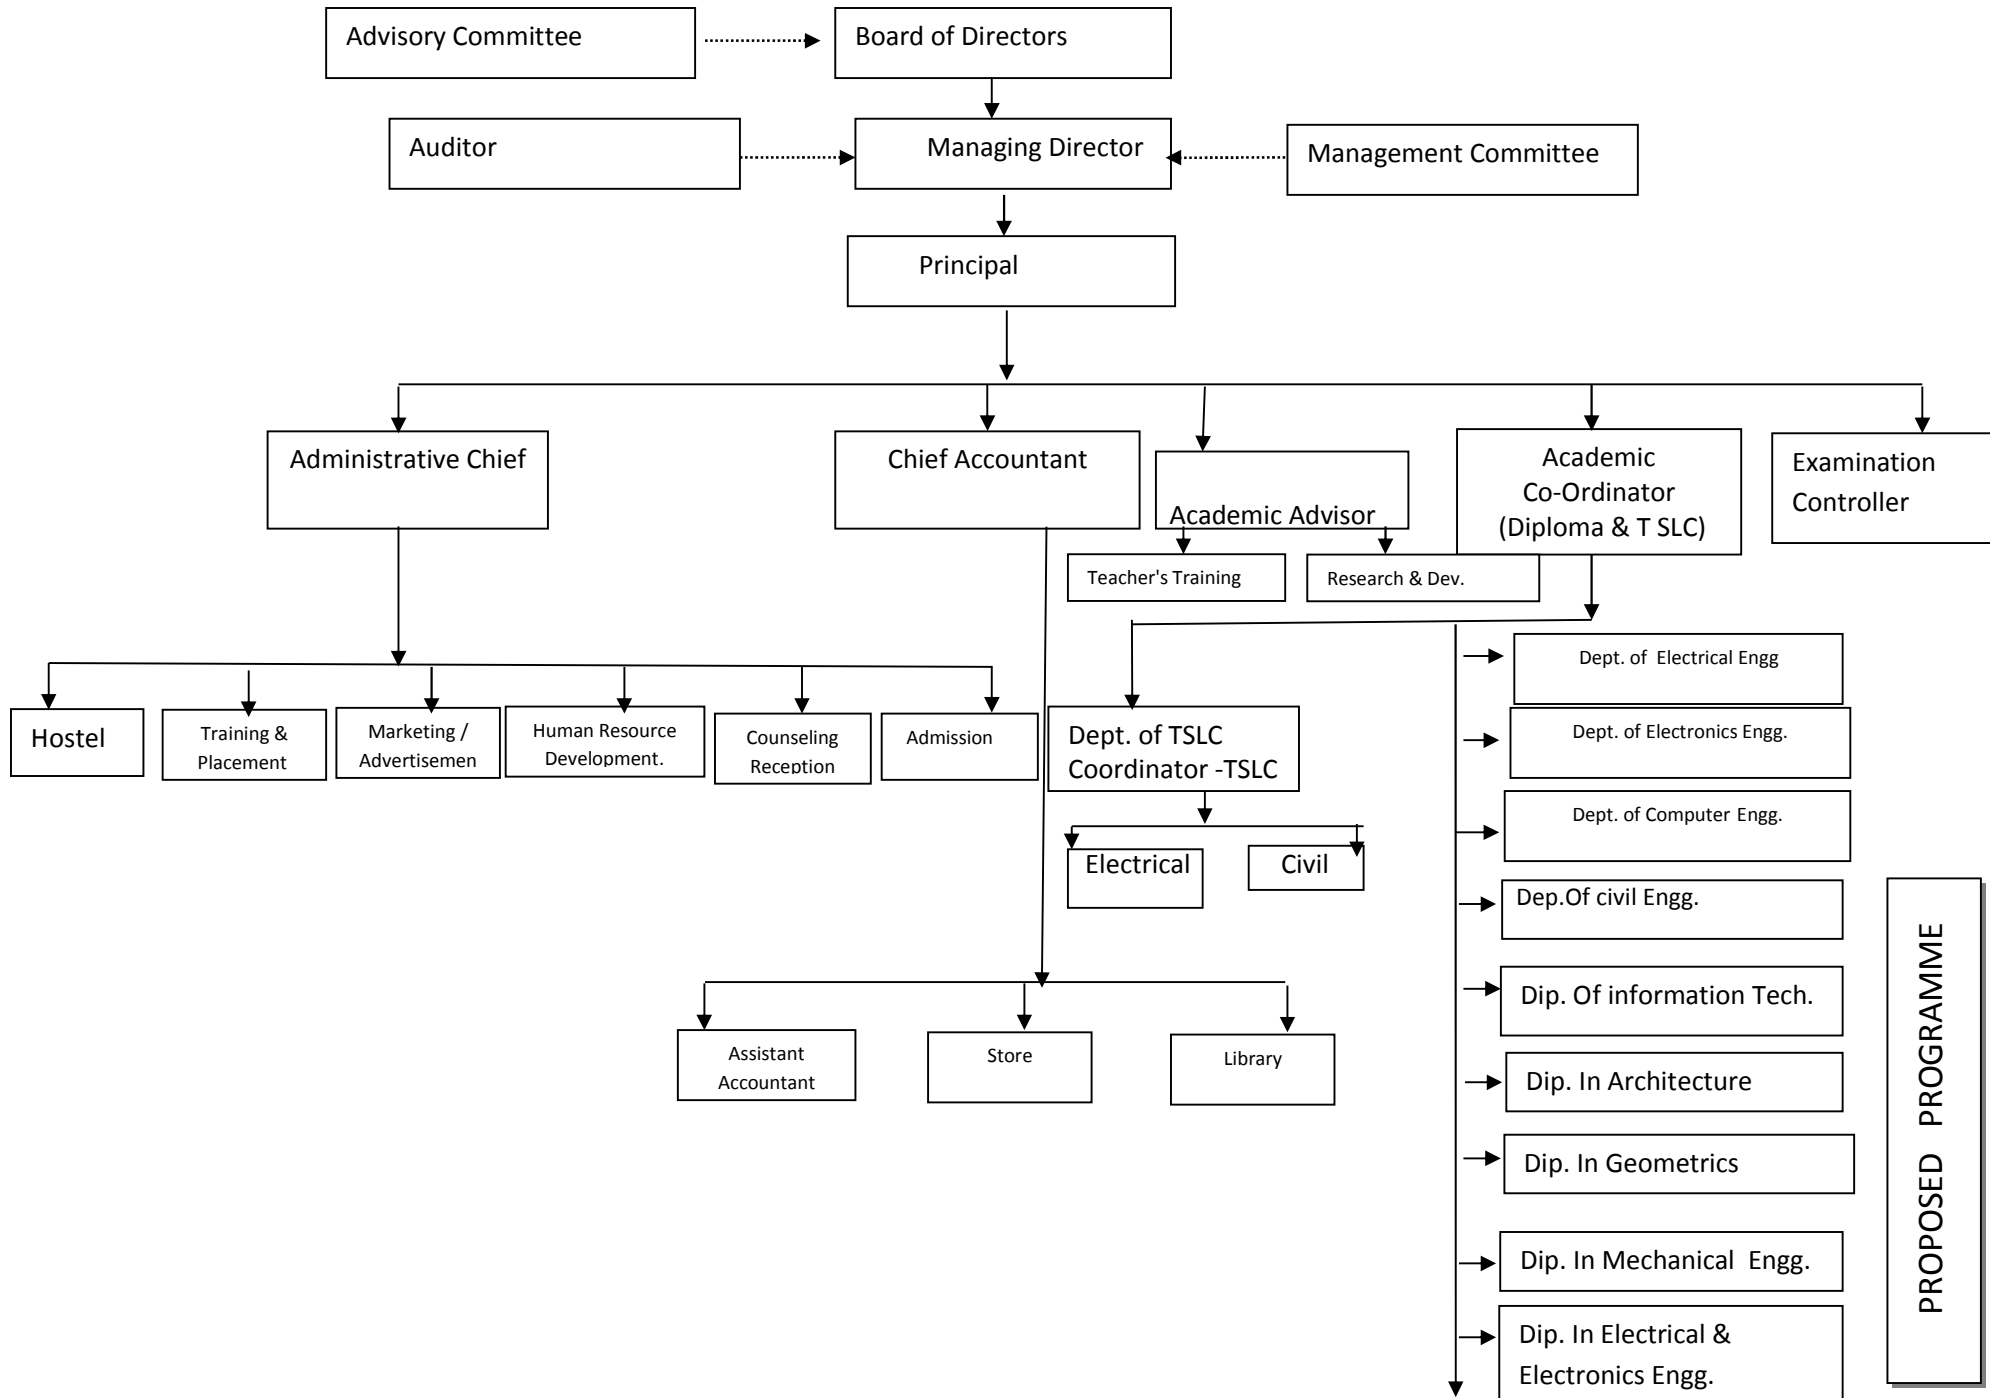 Advisory Committee
Board of Directors
Auditor
Managing Director
Management Committee
Principal
Administrative Chief
Chief Accountant
Academic Advisor
Academic
Co-Ordinator
(Diploma & T SLC)
Examination
Controller
Teacher's Training
Research & Dev.
Hostel
Training &
Placement
Marketing /
Advertisemen
Human Resource
Development.
Counseling
Reception
Admission
Dept. of TSLC
Coordinator -TSLC
Electrical
Civil
Assistant
Accountant
Store
Library
Dept. of Electrical Engg
Dept. of Electronics Engg.
Dept. of Computer Engg.
Dep.Of civil Engg.
Dip. Of information Tech.
Dip. In Architecture
Dip. In Geometrics
Dip. In Mechanical Engg.
Dip. In Electrical &
Electronics Engg.
PROPOSED PROGRAMME